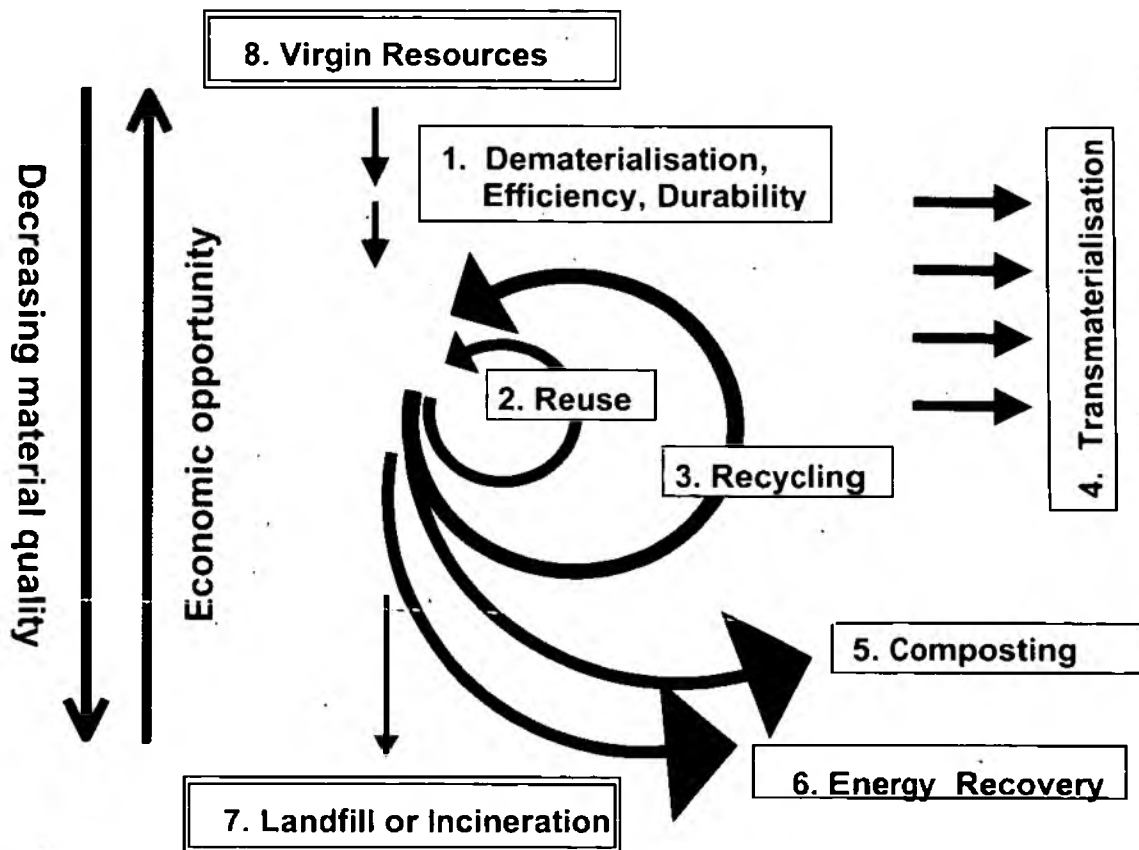 8. Virgin Resources
1. Dematerialisation,
Efficiency, Durability
Decreasing material quality
Economic opportunity
2. Reuse
3. Recycling
4. Transmaterialisation
5. Composting
6. Energy Recovery
7. Landfill or Incineration